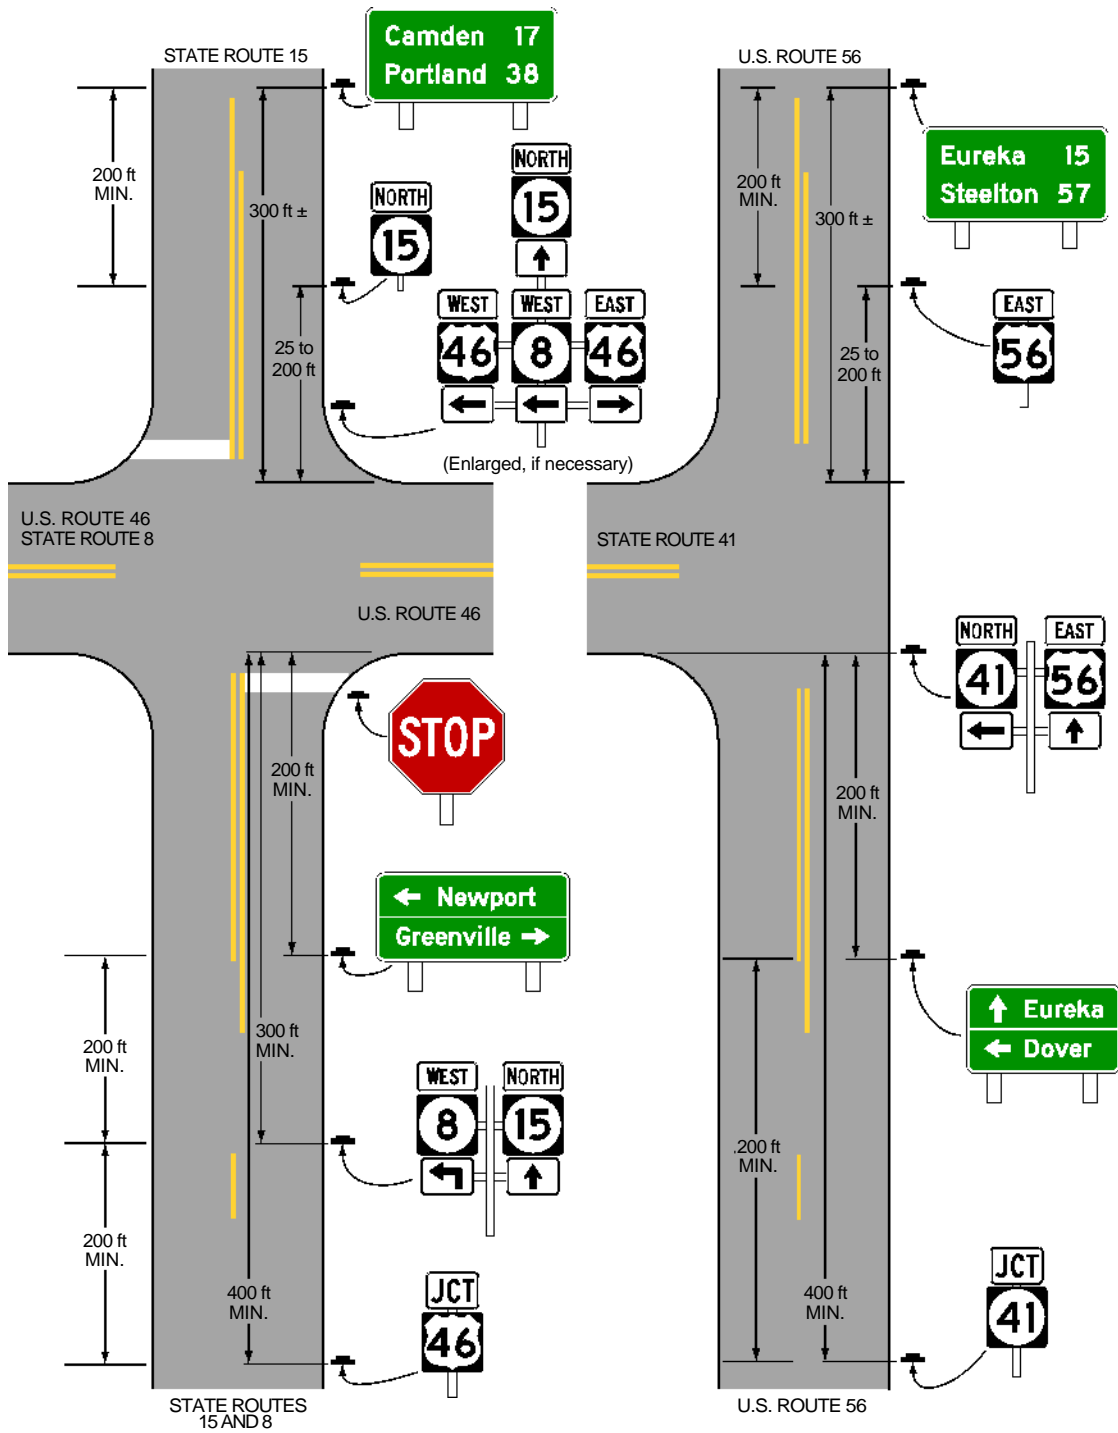 STATE ROUTE 15
Camden 17
Portland 38
200 ft
MIN.
300 ft ±
NORTH
15
NORTH
15
25 to
200 ft
WEST
46
WEST
8
EAST
46
(Enlarged, if necessary)
U.S. ROUTE 46
STATE ROUTE 8
U.S. ROUTE 46
STOP
200 ft
MIN.
Newport
Greenville
300 ft
MIN.
200 ft
MIN.
WEST
8
NORTH
15
200 ft
MIN.
400 ft
MIN.
JCT
46
STATE ROUTES
15 AND 8
U.S. ROUTE 56
200 ft
MIN.
300 ft ±
Eureka 15
Steelton 57
25 to
200 ft
EAST
56
STATE ROUTE 41
NORTH
41
EAST
56
200 ft
MIN.
Eureka
Dover
.200 ft
MIN.
400 ft
MIN.
JCT
41
U.S. ROUTE 56